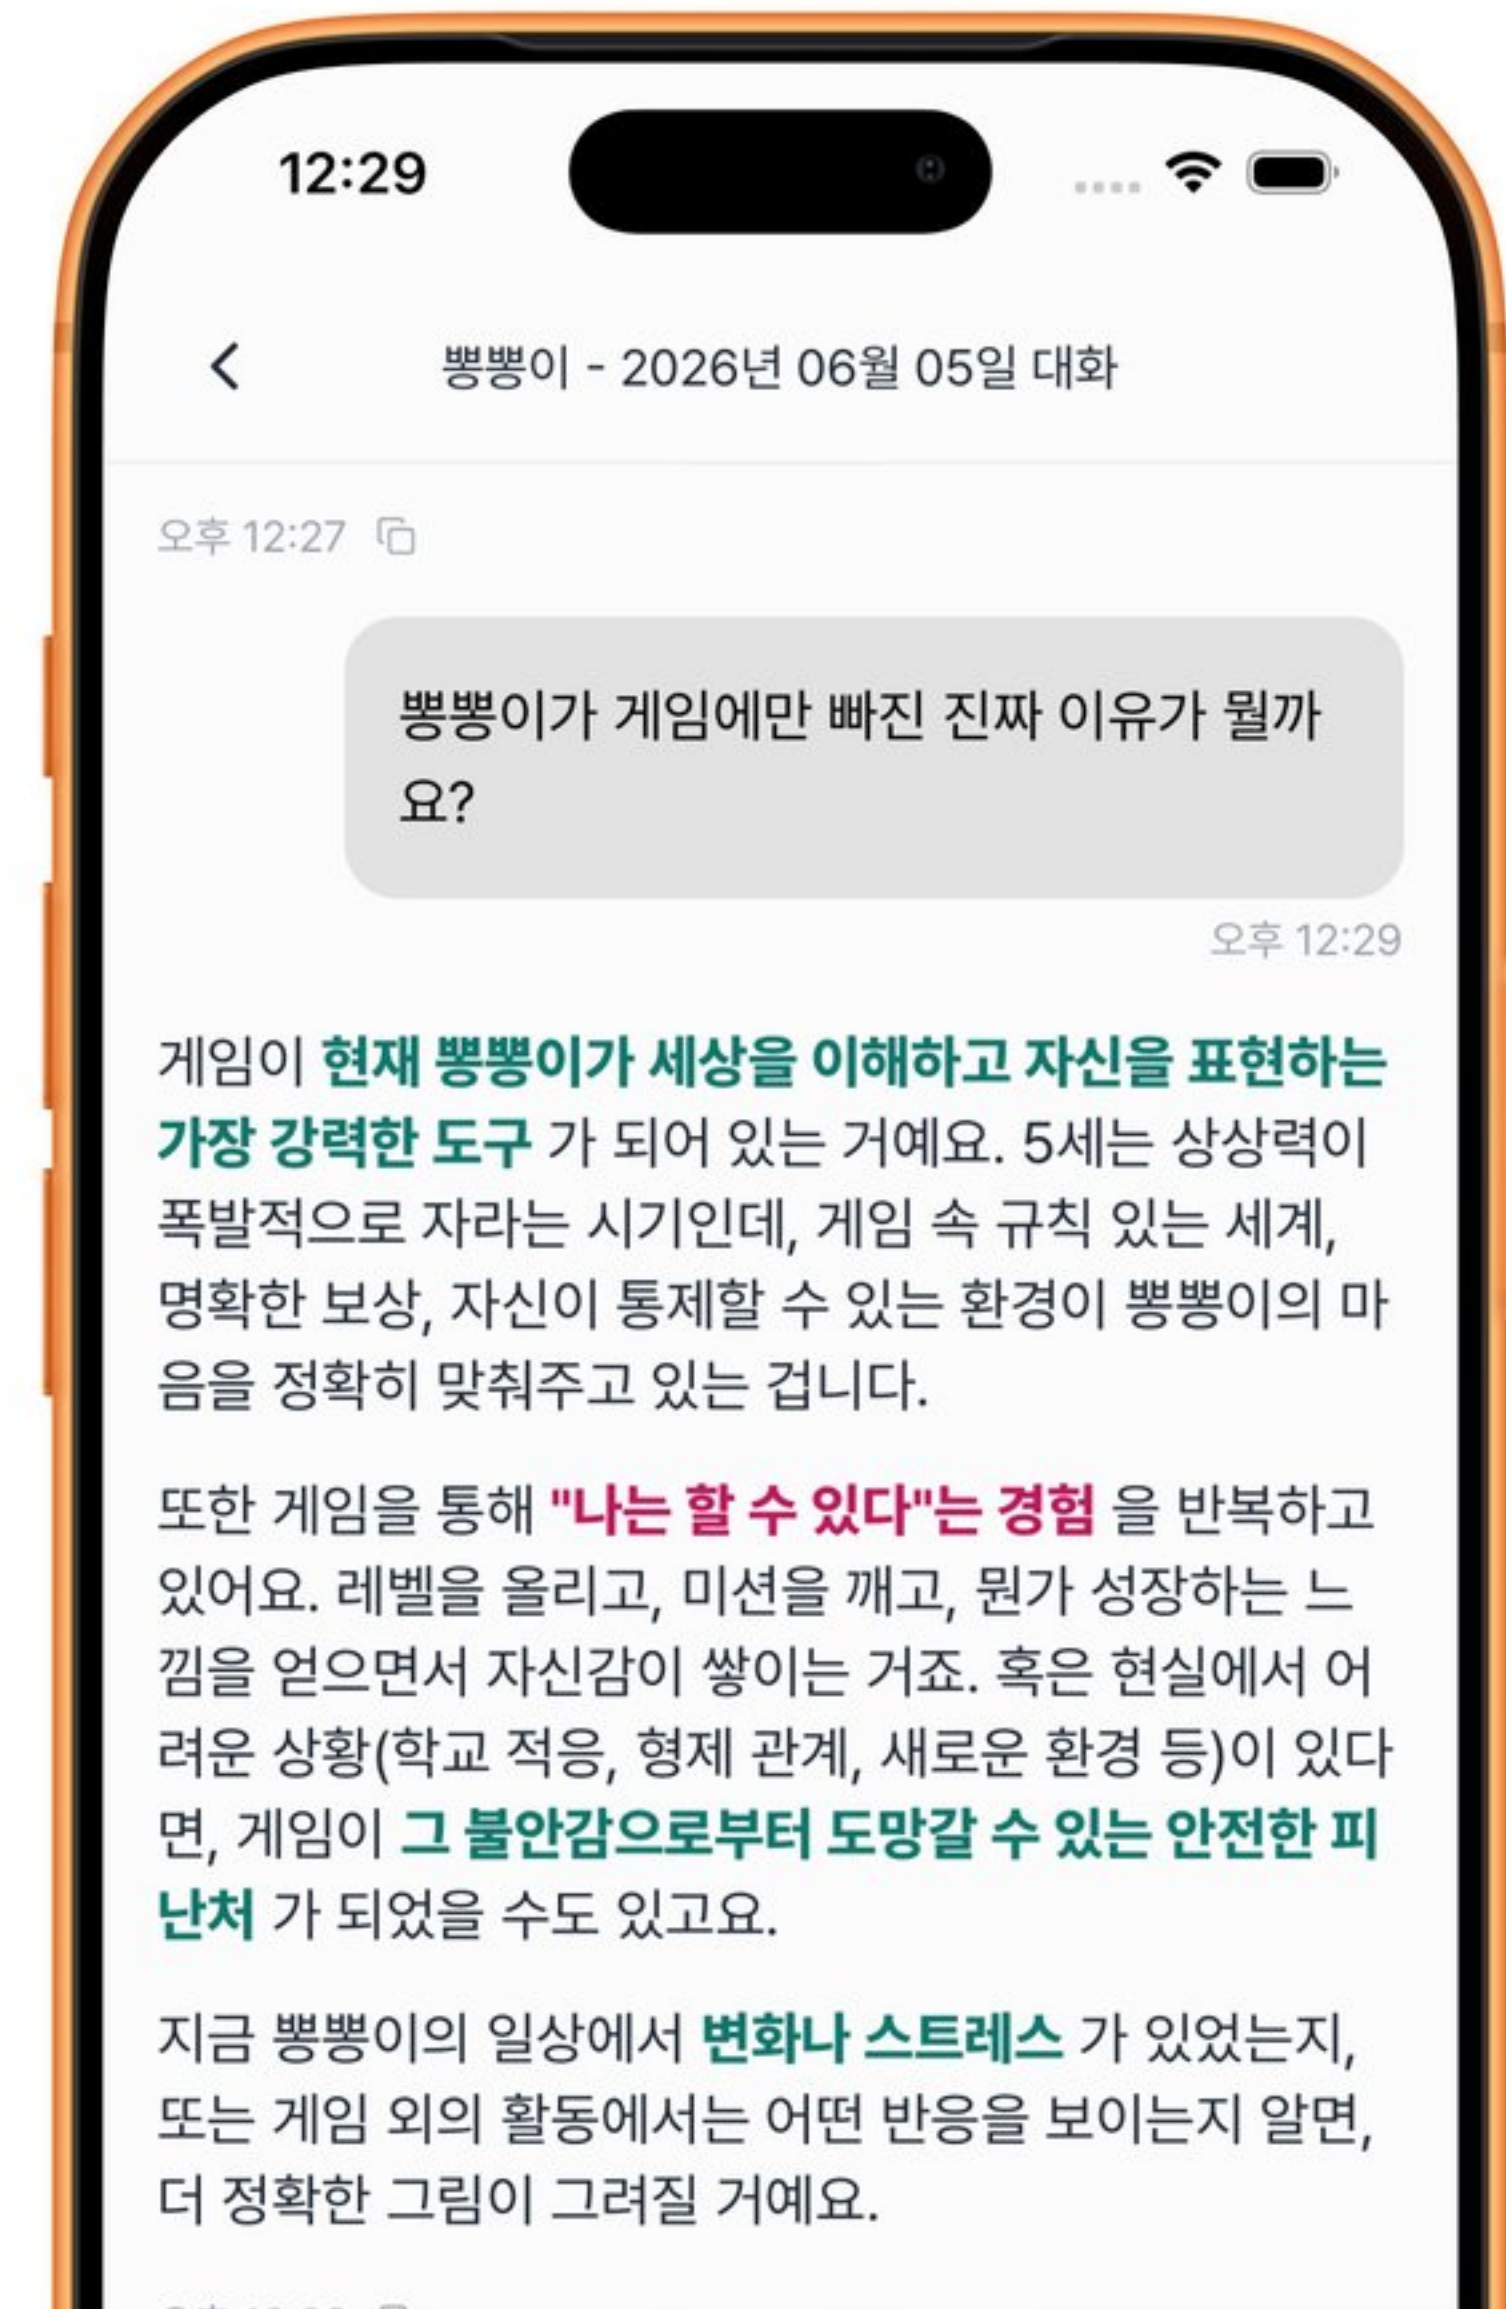 12:29
뿅뿅이 - 2026년 06월 05일 대화
오후 12:27
뿅뿅이가 게임에만 빠진 진짜 이유가 뭘까
요?
오후 12:29
게임이 현재 뿅뿅이가 세상을 이해하고 자신을 표현하는
가장 강력한 도구 가 되어 있는 거예요. 5세는 상상력이
폭발적으로 자라는 시기인데, 게임 속 규칙 있는 세계,
명확한 보상, 자신이 통제할 수 있는 환경이 뿅뿅이의 마
음을 정확히 맞춰주고 있는 겁니다.
또한 게임을 통해 "나는 할 수 있다"는 경험 을 반복하고
있어요. 레벨을 올리고, 미션을 깨고, 뭔가 성장하는 느
낌을 얻으면서 자신감이 쌓이는 거죠. 혹은 현실에서 어
려운 상황(학교 적응, 형제 관계, 새로운 환경 등)이 있다
면, 게임이 그 불안감으로부터 도망갈 수 있는 안전한 피
난처 가 되었을 수도 있고요.
지금 뿅뿅이의 일상에서 변화나 스트레스 가 있었는지,
또는 게임 외의 활동에서는 어떤 반응을 보이는지 알면,
더 정확한 그림이 그려질 거예요.